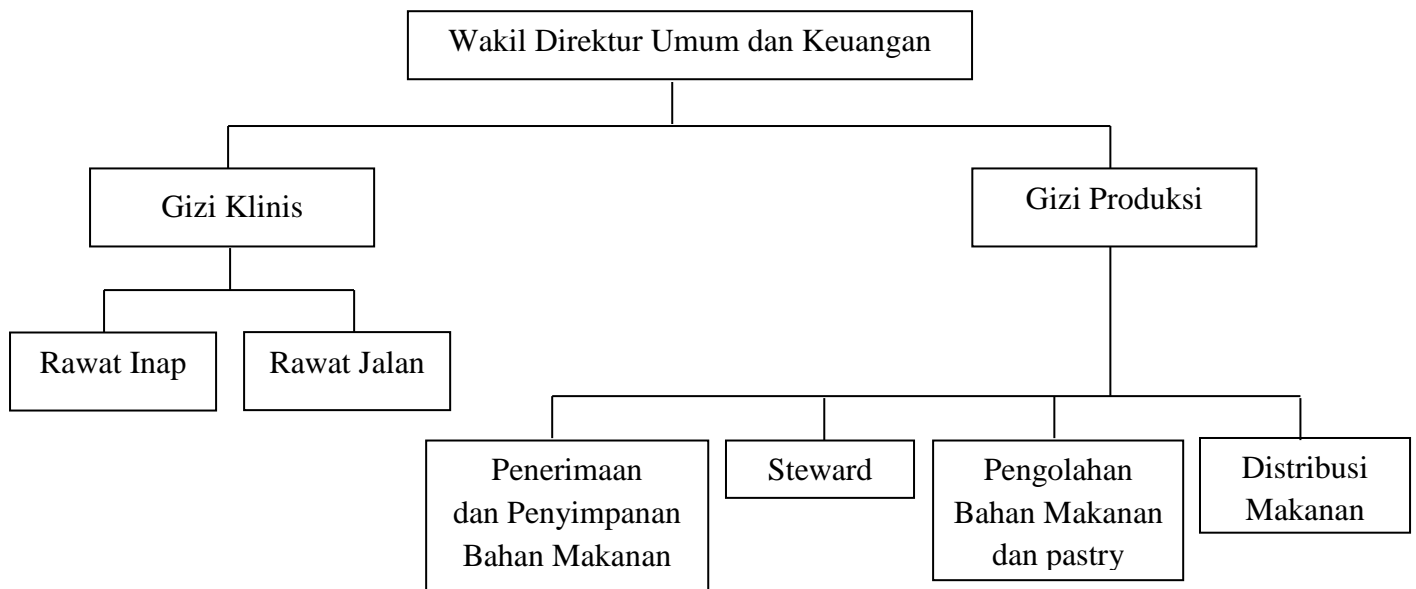 Wakil Direktur Umum dan Keuangan
Gizi Klinis
Gizi Produksi
Rawat Inap
Rawat Jalan
Penerimaan
dan Penyimpanan
Bahan Makanan
Steward
Pengolahan
Bahan Makanan
dan pastry
Distribusi
Makanan